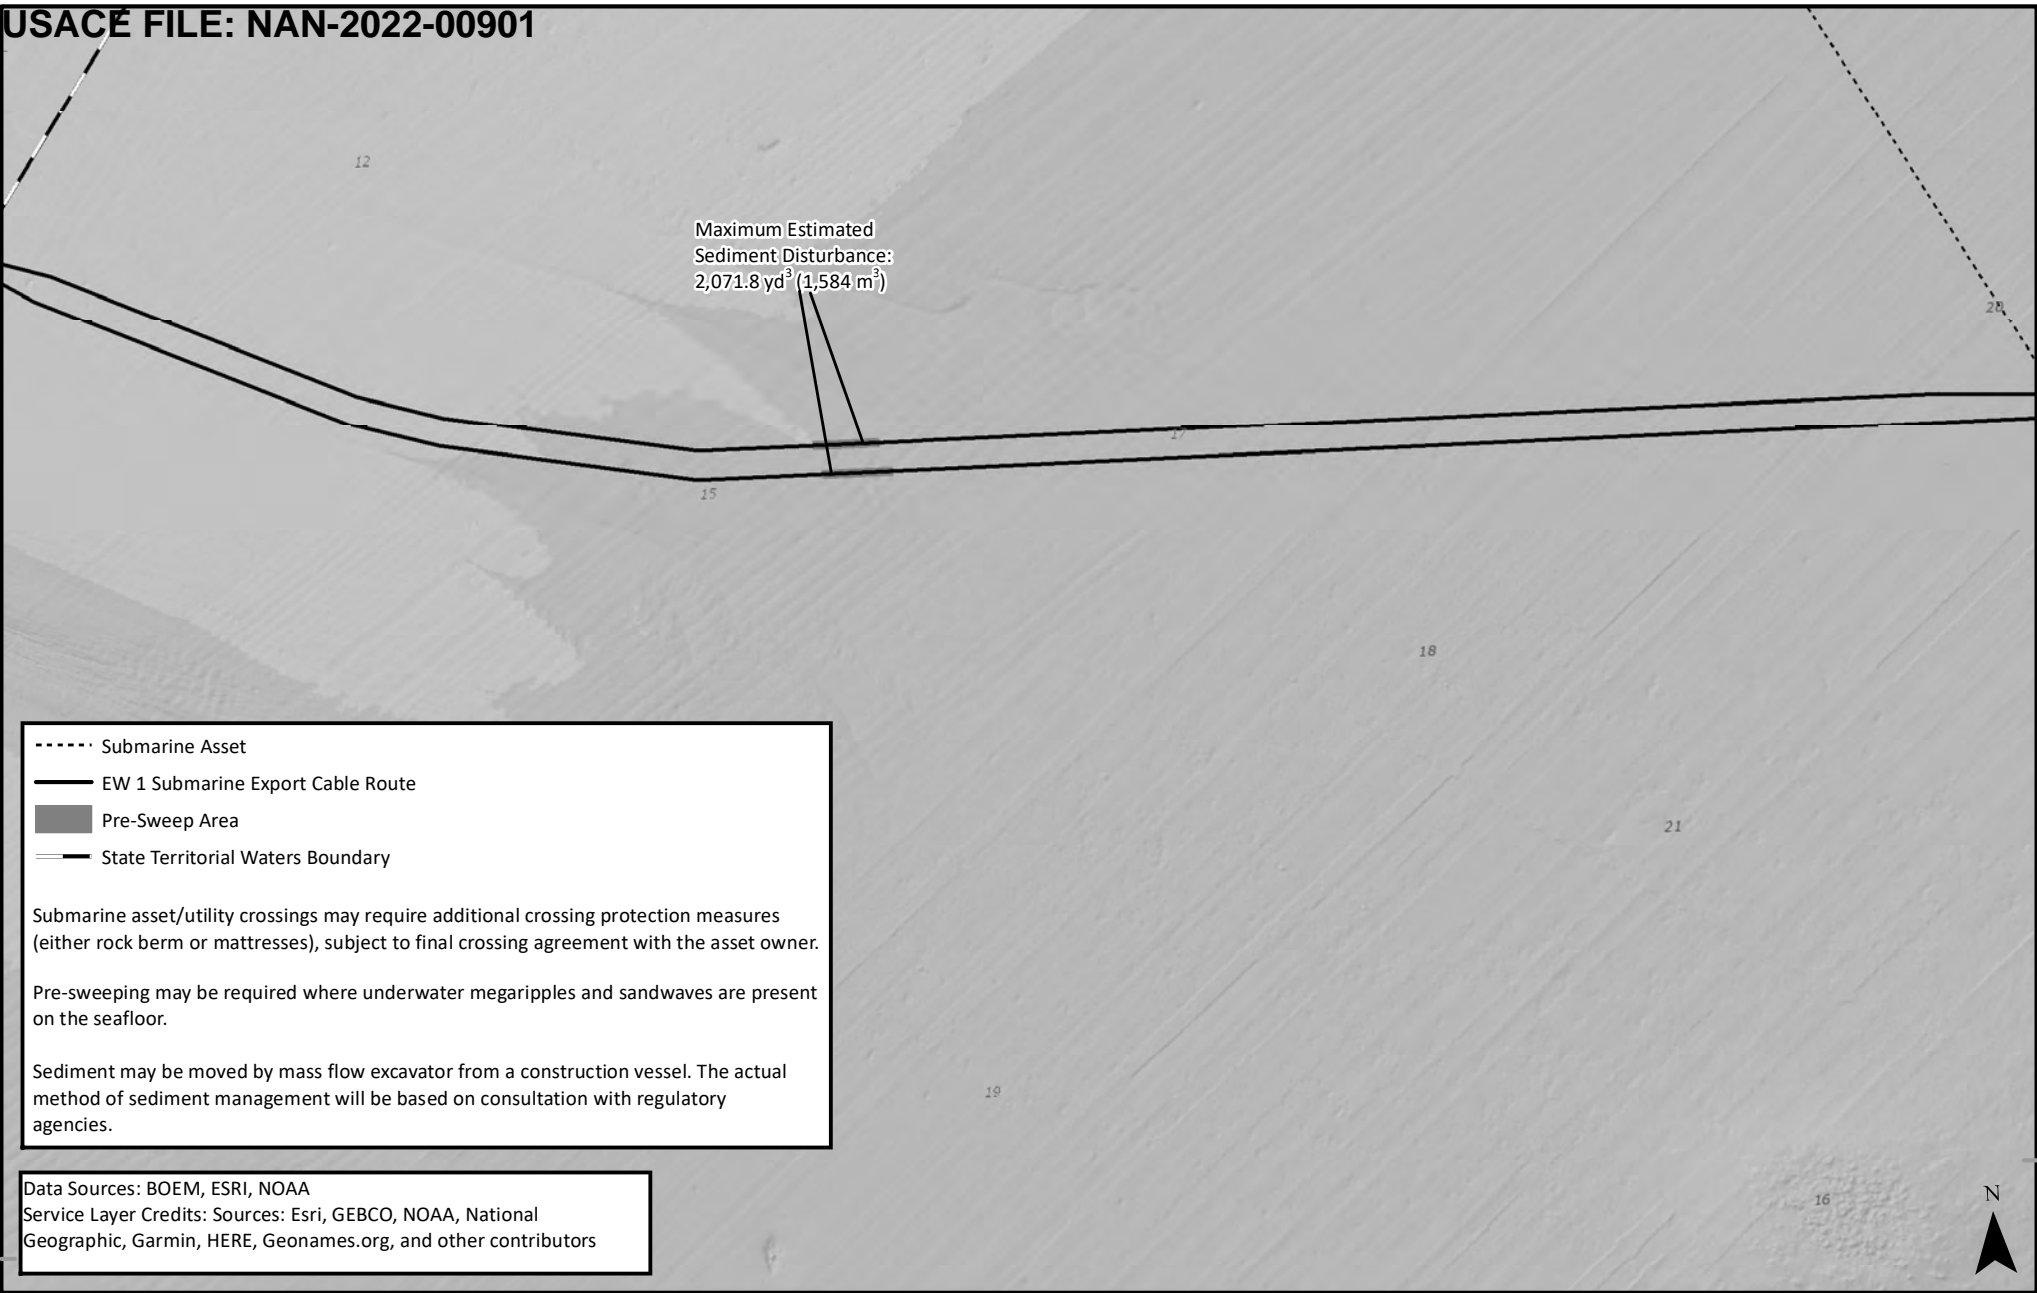 USACE FILE: NAN-2022-00901
12
Maximum Estimated
Sediment Disturbance:
2,071.8 yd³ (1,584 m³)
20
17
15
18
21
19
16
N
Submarine Asset
EW 1 Submarine Export Cable Route
Pre-Sweep Area
State Territorial Waters Boundary
Submarine asset/utility crossings may require additional crossing protection measures
(either rock berm or mattresses), subject to final crossing agreement with the asset owner.
Pre-sweeping may be required where underwater megaripples and sandwaves are present
on the seafloor.
Sediment may be moved by mass flow excavator from a construction vessel. The actual
method of sediment management will be based on consultation with regulatory
agencies.
Data Sources: BOEM, ESRI, NOAA
Service Layer Credits: Sources: Esri, GEBCO, NOAA, National
Geographic, Garmin, HERE, Geonames.org, and other contributors